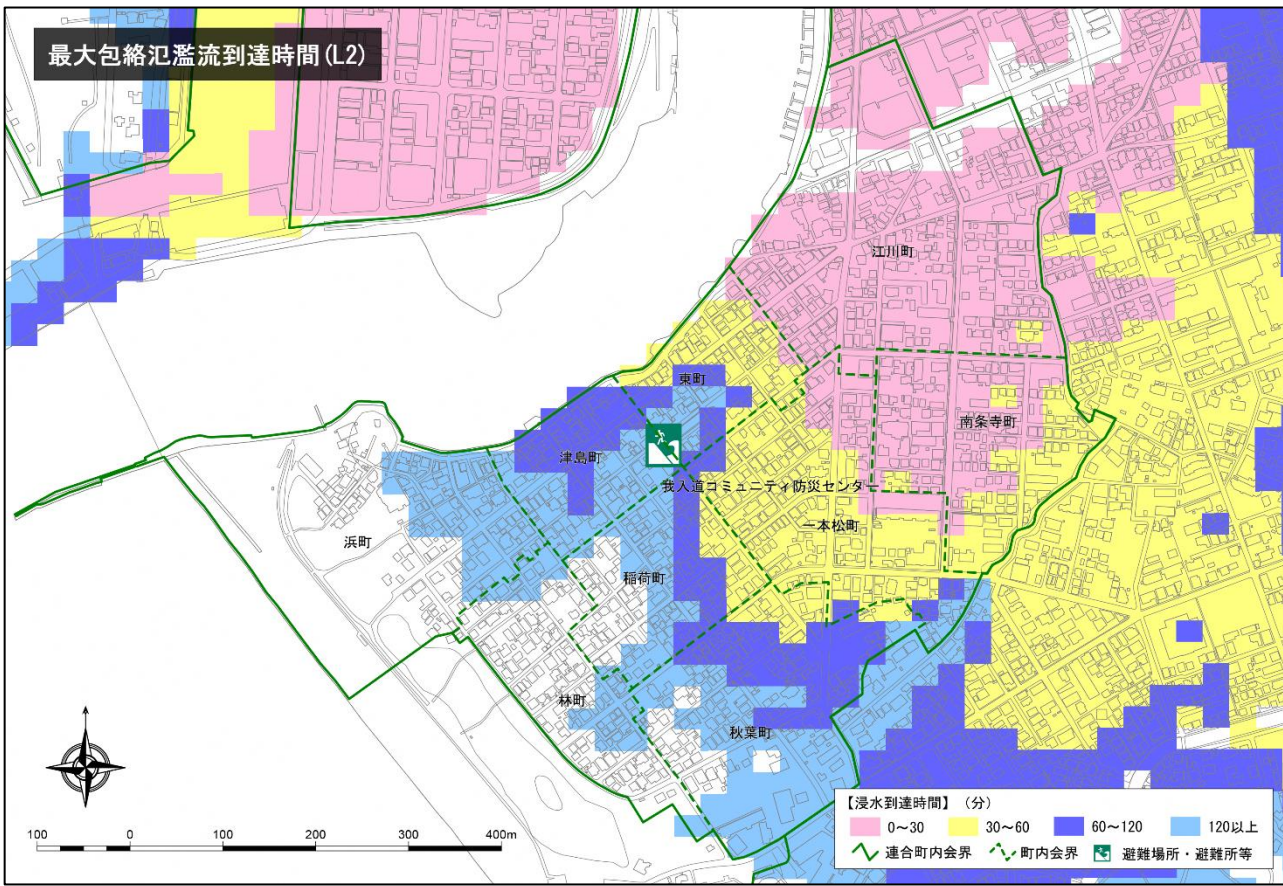 最大包絡氾濫流到達時間(L2)
江川町
東町
南条寺町
津島町
我入道コミュニティ防災センター
一本松町
浜町
稲荷町
林町
秋葉町
【浸水到達時間】 (分)
0~30 30~60 60~120 120以上
連合町内会界 町内会界 避難場所・避難所等
100 0 100 200 300 400m